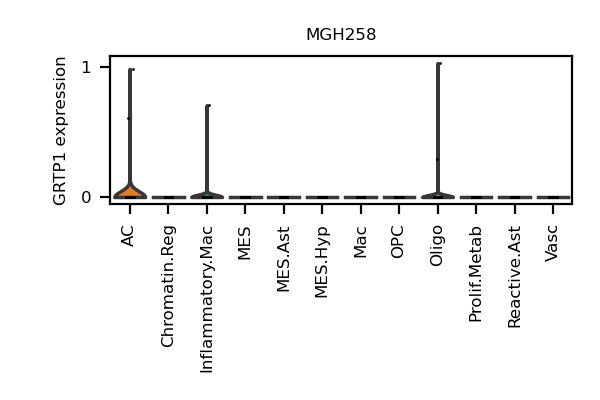 MGH258
GRTP1 expression
1
0
AC
Chromatin.Reg
Inflammatory.Mac
MES
MES.Ast
MES.Hyp
Mac
OPC
Oligo
Prolif.Metab
Reactive.Ast
Vasc